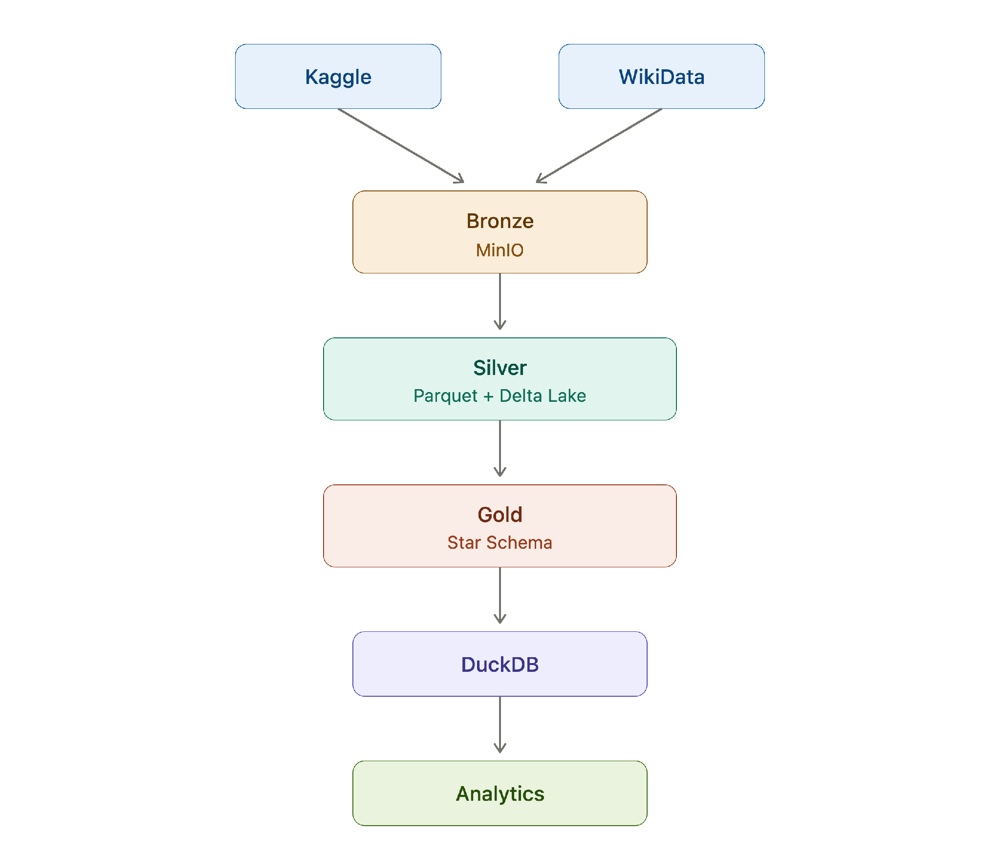 Kaggle
WikiData
Bronze
MinIO
Silver
Parquet + Delta Lake
Gold
Star Schema
DuckDB
Analytics